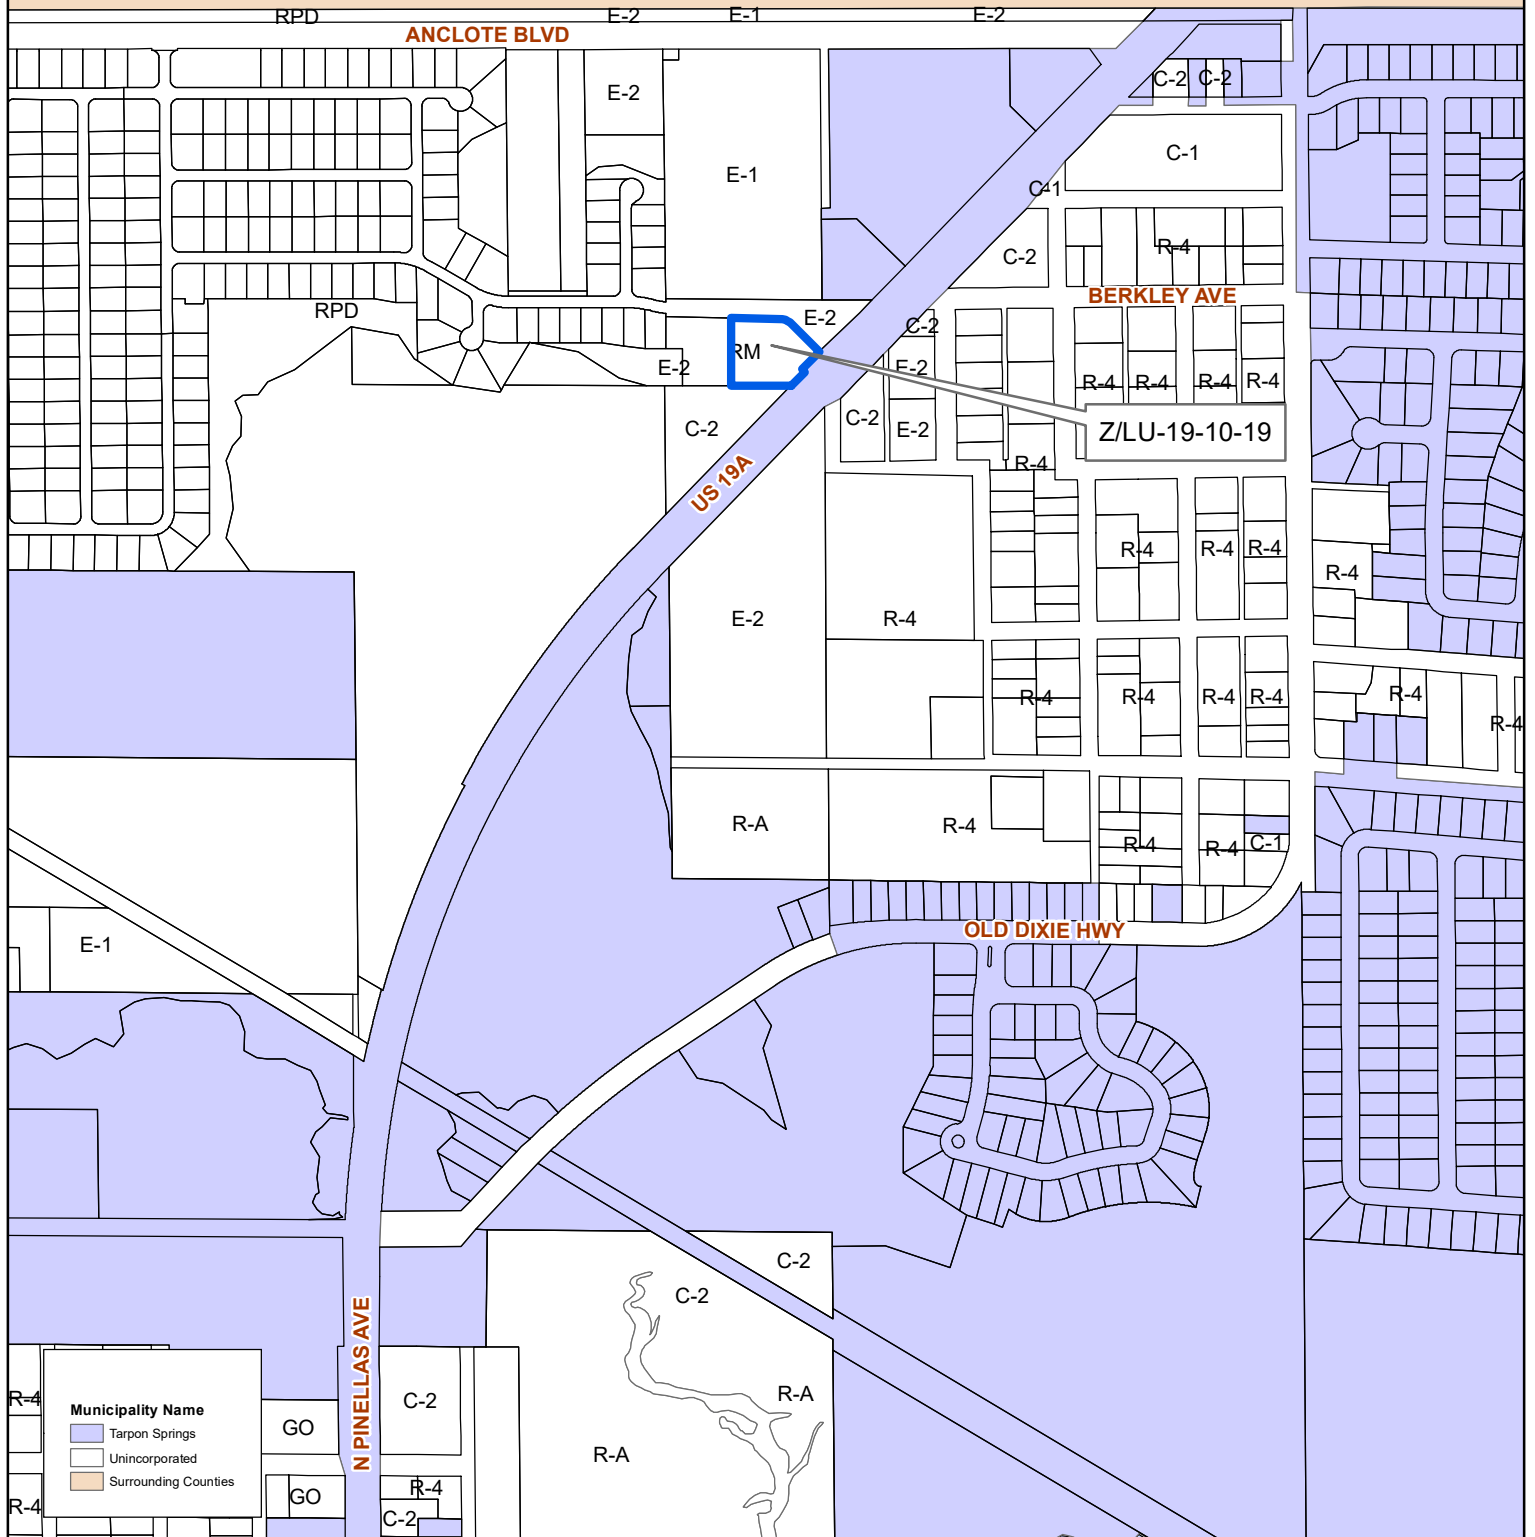 RPD
E-2
E-1
E-2
ANCLOTE BLVD
C-2
C-2
E-2
C-1
E-1
C-1
R-4
C-2
BERKLEY AVE
RPD
E-2
C-2
RM
E-2
E-2
R-4
R-4
R-4
R-4
C-2
C-2
E-2
Z/LU-19-10-19
R-4
US 19A
R-4
R-4
R-4
R-4
E-2
R-4
R-4
R-4
R-4
R-4
R-4
R-4
R-A
R-4
R-4
R-4
C-1
OLD DIXIE HWY
E-1
C-2
C-2
N PINELLAS AVE
R-4
C-2
R-A
GO
R-A
R-4
GO
R-4
C-2
Municipality Name
Tarpon Springs
Unincorporated
Surrounding Counties